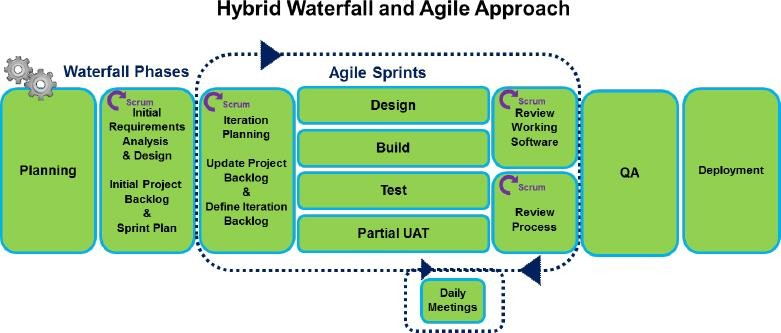 Hybrid Waterfall and Agile Approach
Waterfall Phases
Agile Sprints
Planning
Scrum
Initial
Requirements
Analysis
& Design
Initial Project
Backlog
&
Sprint Plan
Scrum
Iteration
Planning
Update Project
Backlog
&
Define Iteration
Backlog
Design
Build
Test
Partial UAT
Scrum
Review
Working
Software
Scrum
Review
Process
QA
Deployment
Daily
Meetings